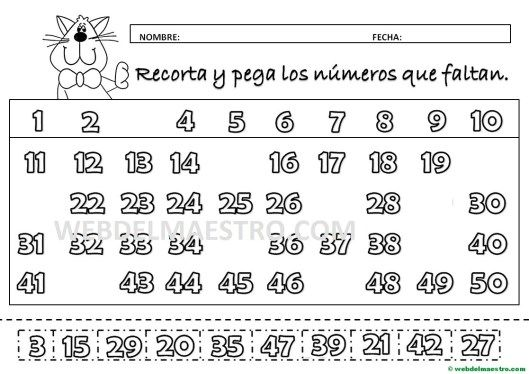 NOMBRE: FECHA:
Recorta y pega los números que faltan.
1 2 4 5 6 7 8 9 10
11 12 13 14 16 17 18 19
22 23 24 25 26 28 30
WEBDELMAESTRO.COM
31 32 33 34 36 37 38 40
41 43 44 45 46 48 49 50
3 15 29 20 35 47 39 21 42 27
© webdelmaestro.com